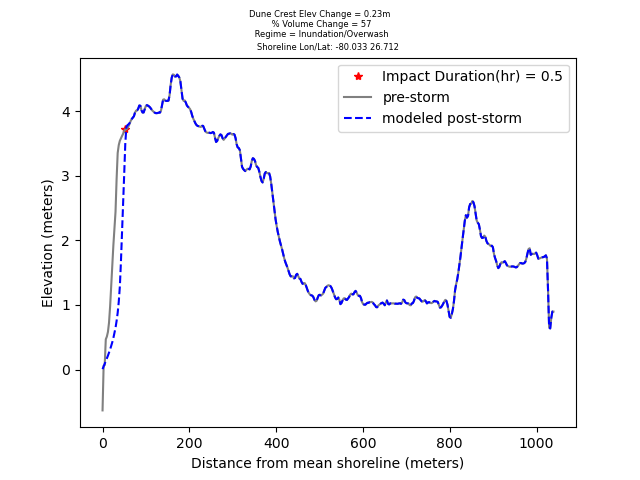 Dune Crest Elev Change = 0.23m
% Volume Change = 57
Regime = Inundation/Overwash
Shoreline Lon/Lat: -80.033 26.712
Impact Duration(hr) = 0.5
pre-storm
modeled post-storm
4
3
2
1
0
Elevation (meters)
0 200 400 600 800 1000
Distance from mean shoreline (meters)